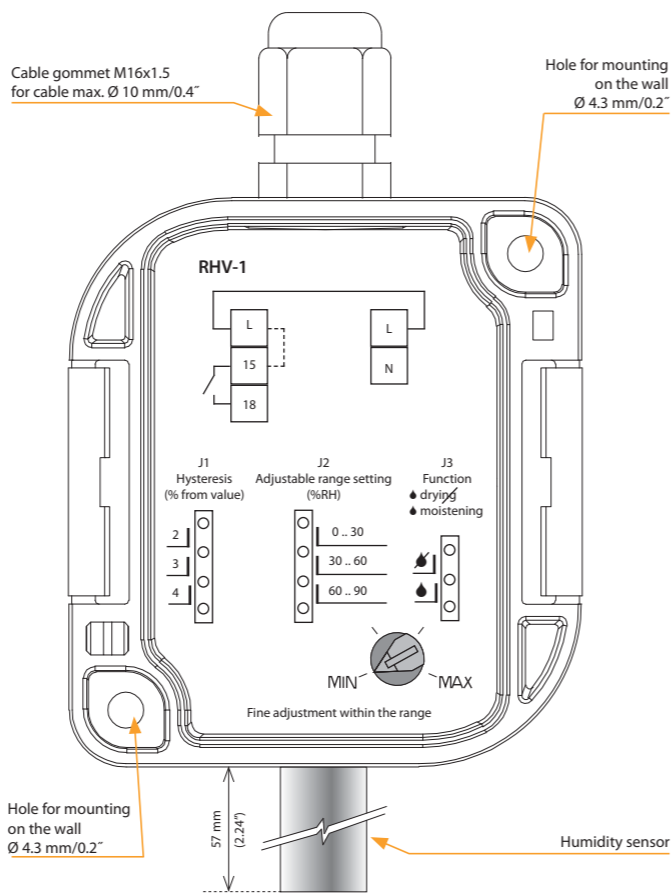 Cable gommet M16x1.5
for cable max. Ø 10 mm/0.4˝
Hole for mounting
on the wall
Ø 4.3 mm/0.2˝
RHV-1
L
15
18
L
N
J1
Hysteresis
(% from value)
2
3
4
J2
Adjustable range setting
(%RH)
0 .. 30
30 .. 60
60 .. 90
J3
Function
drying
moistening
MIN
MAX
Fine adjustment within the range
Hole for mounting
on the wall
Ø 4.3 mm/0.2˝
57 mm
(2.24")
Humidity sensor